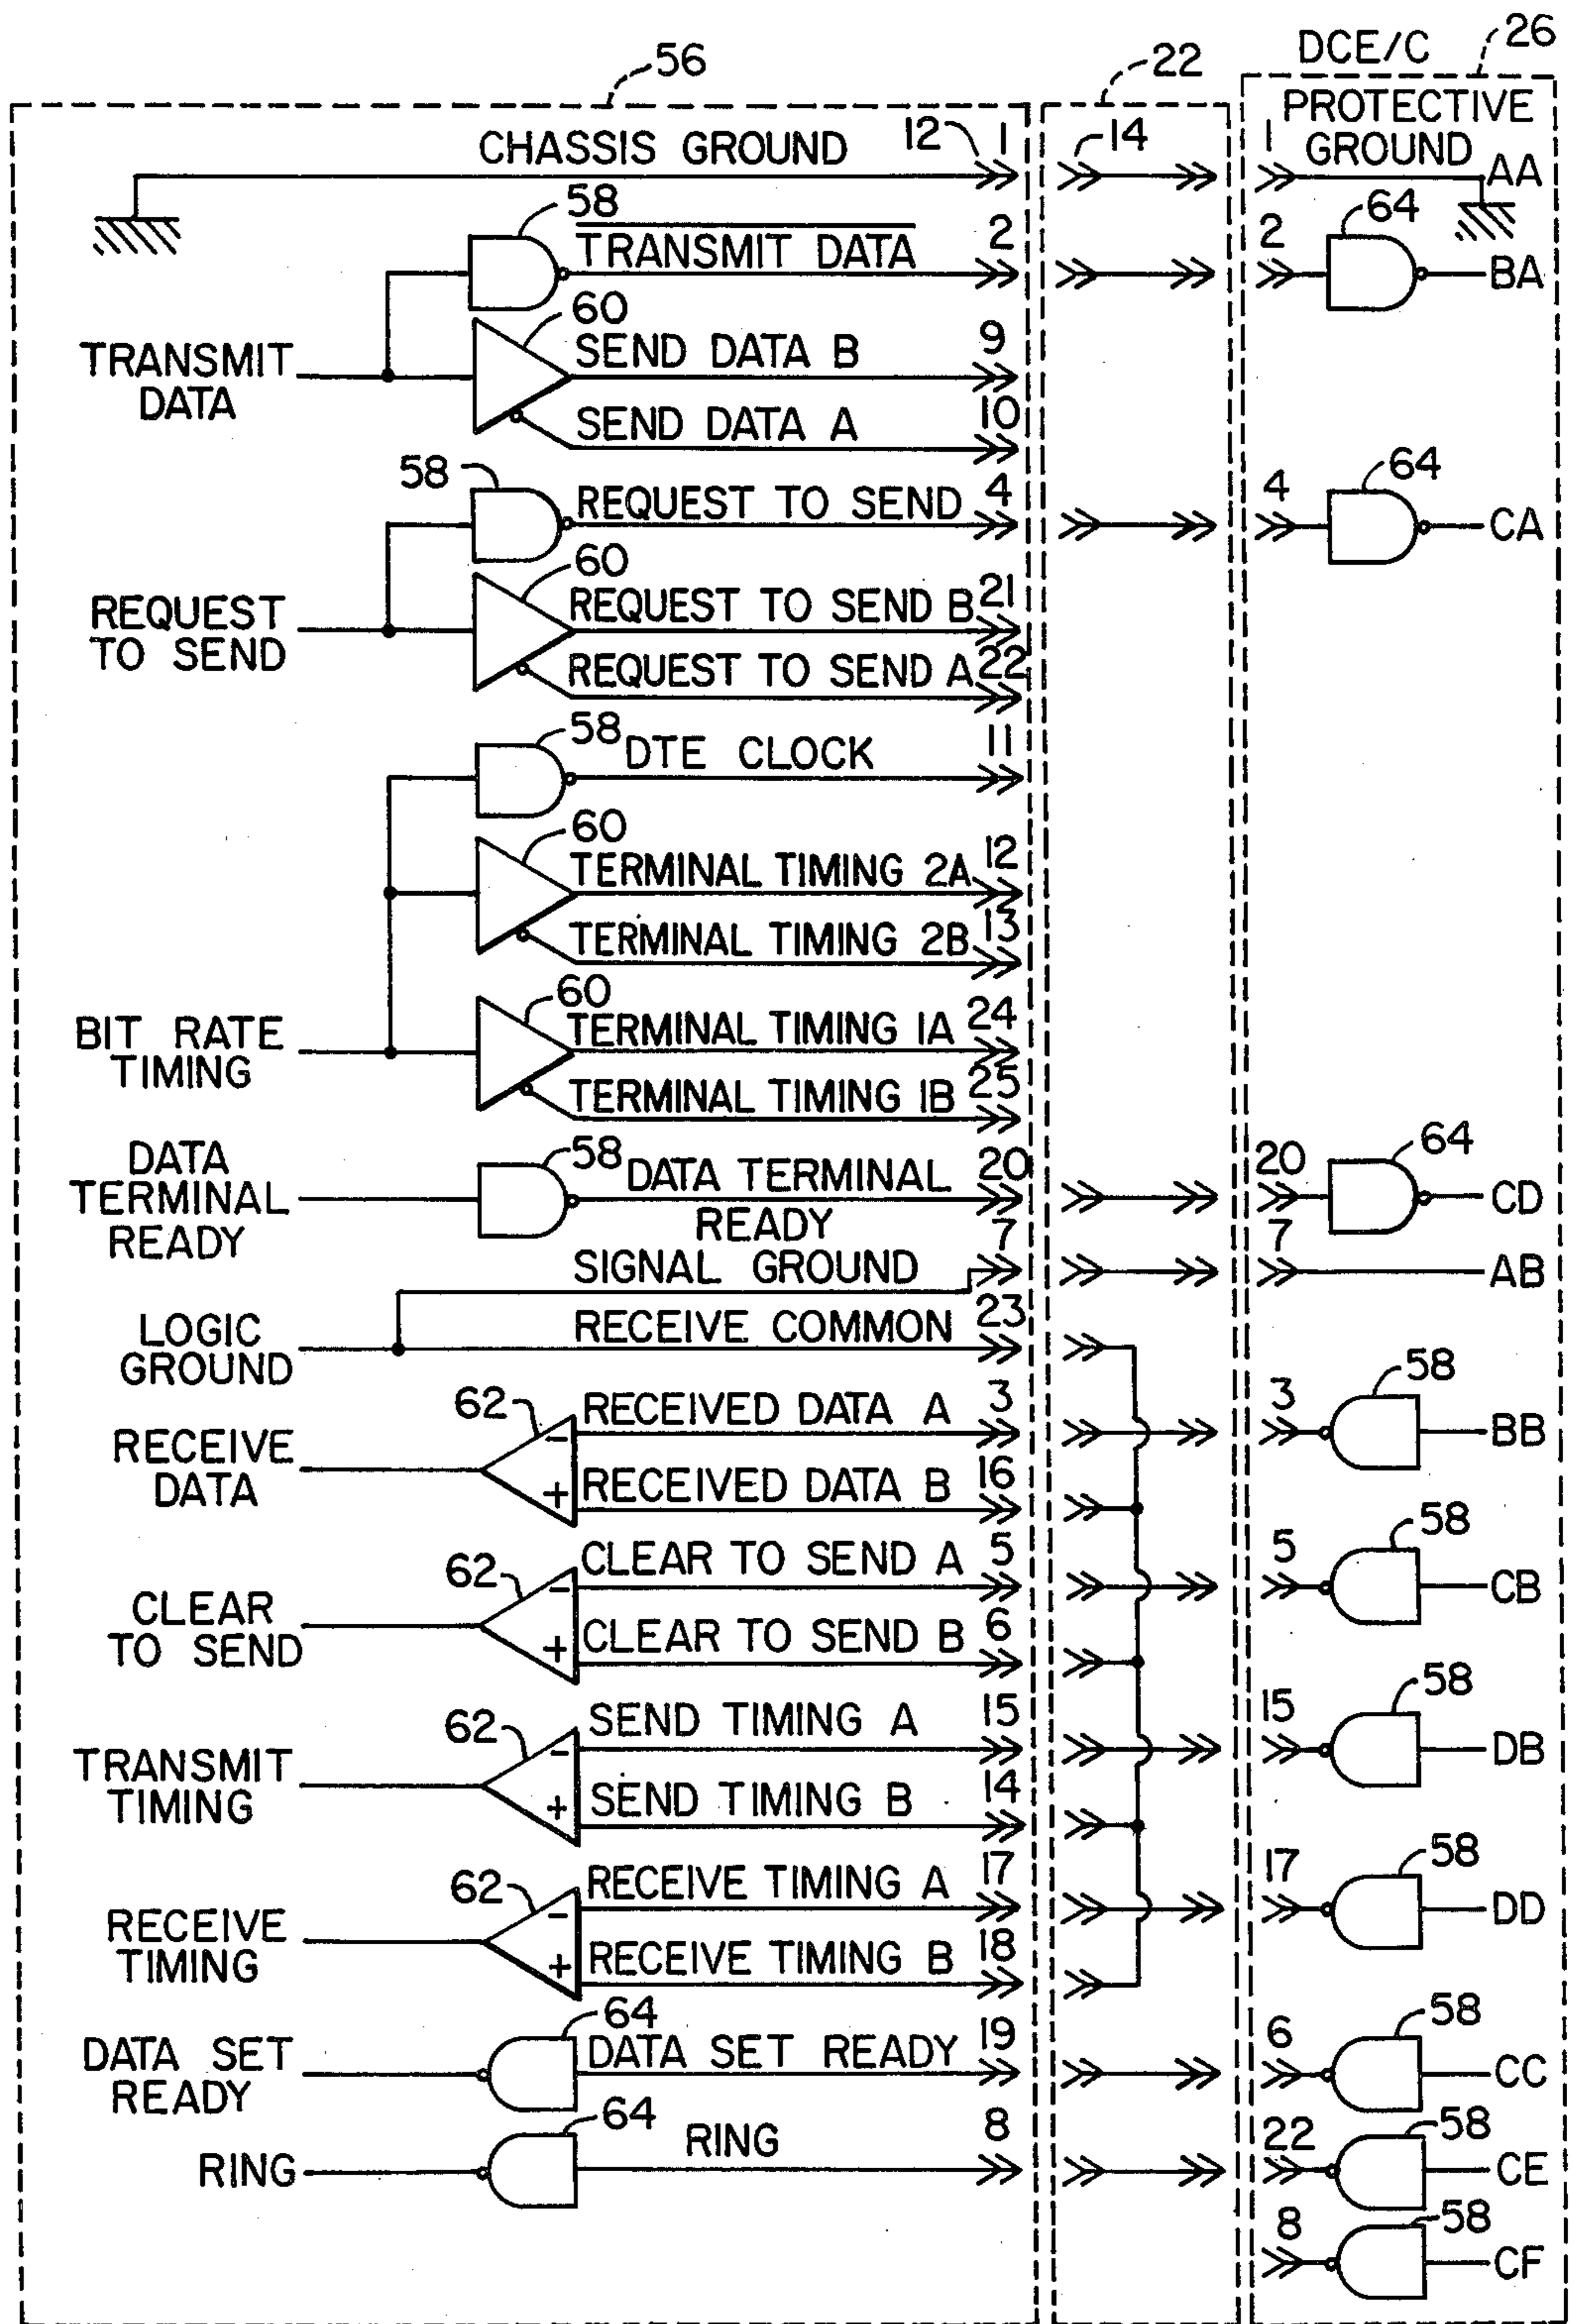 56
22
DCE/C
26
CHASSIS GROUND
12
1
14
1
PROTECTIVE
GROUND
AA
58
TRANSMIT DATA
2
2
64
BA
TRANSMIT
DATA
60
SEND DATA B
9
SEND DATA A
10
58
REQUEST TO SEND
4
4
64
CA
REQUEST
TO SEND
60
REQUEST TO SEND B
21
REQUEST TO SEND A
22
58
DTE CLOCK
11
60
TERMINAL TIMING 2A
12
TERMINAL TIMING 2B
13
BIT RATE
TIMING
60
TERMINAL TIMING 1A
24
TERMINAL TIMING 1B
25
DATA
TERMINAL
READY
58
DATA TERMINAL
READY
20
20
64
CD
SIGNAL GROUND
7
7
AB
LOGIC
GROUND
RECEIVE COMMON
23
RECEIVE
DATA
62
-
+
RECEIVED DATA A
3
3
58
BB
RECEIVED DATA B
16
CLEAR
TO SEND
62
-
+
CLEAR TO SEND A
5
5
58
CB
CLEAR TO SEND B
6
TRANSMIT
TIMING
62
-
+
SEND TIMING A
15
15
58
DB
SEND TIMING B
14
RECEIVE
TIMING
62
-
+
RECEIVE TIMING A
17
17
58
DD
RECEIVE TIMING B
18
DATA SET
READY
64
DATA SET READY
19
6
58
CC
RING
64
RING
8
22
58
CE
8
58
CF